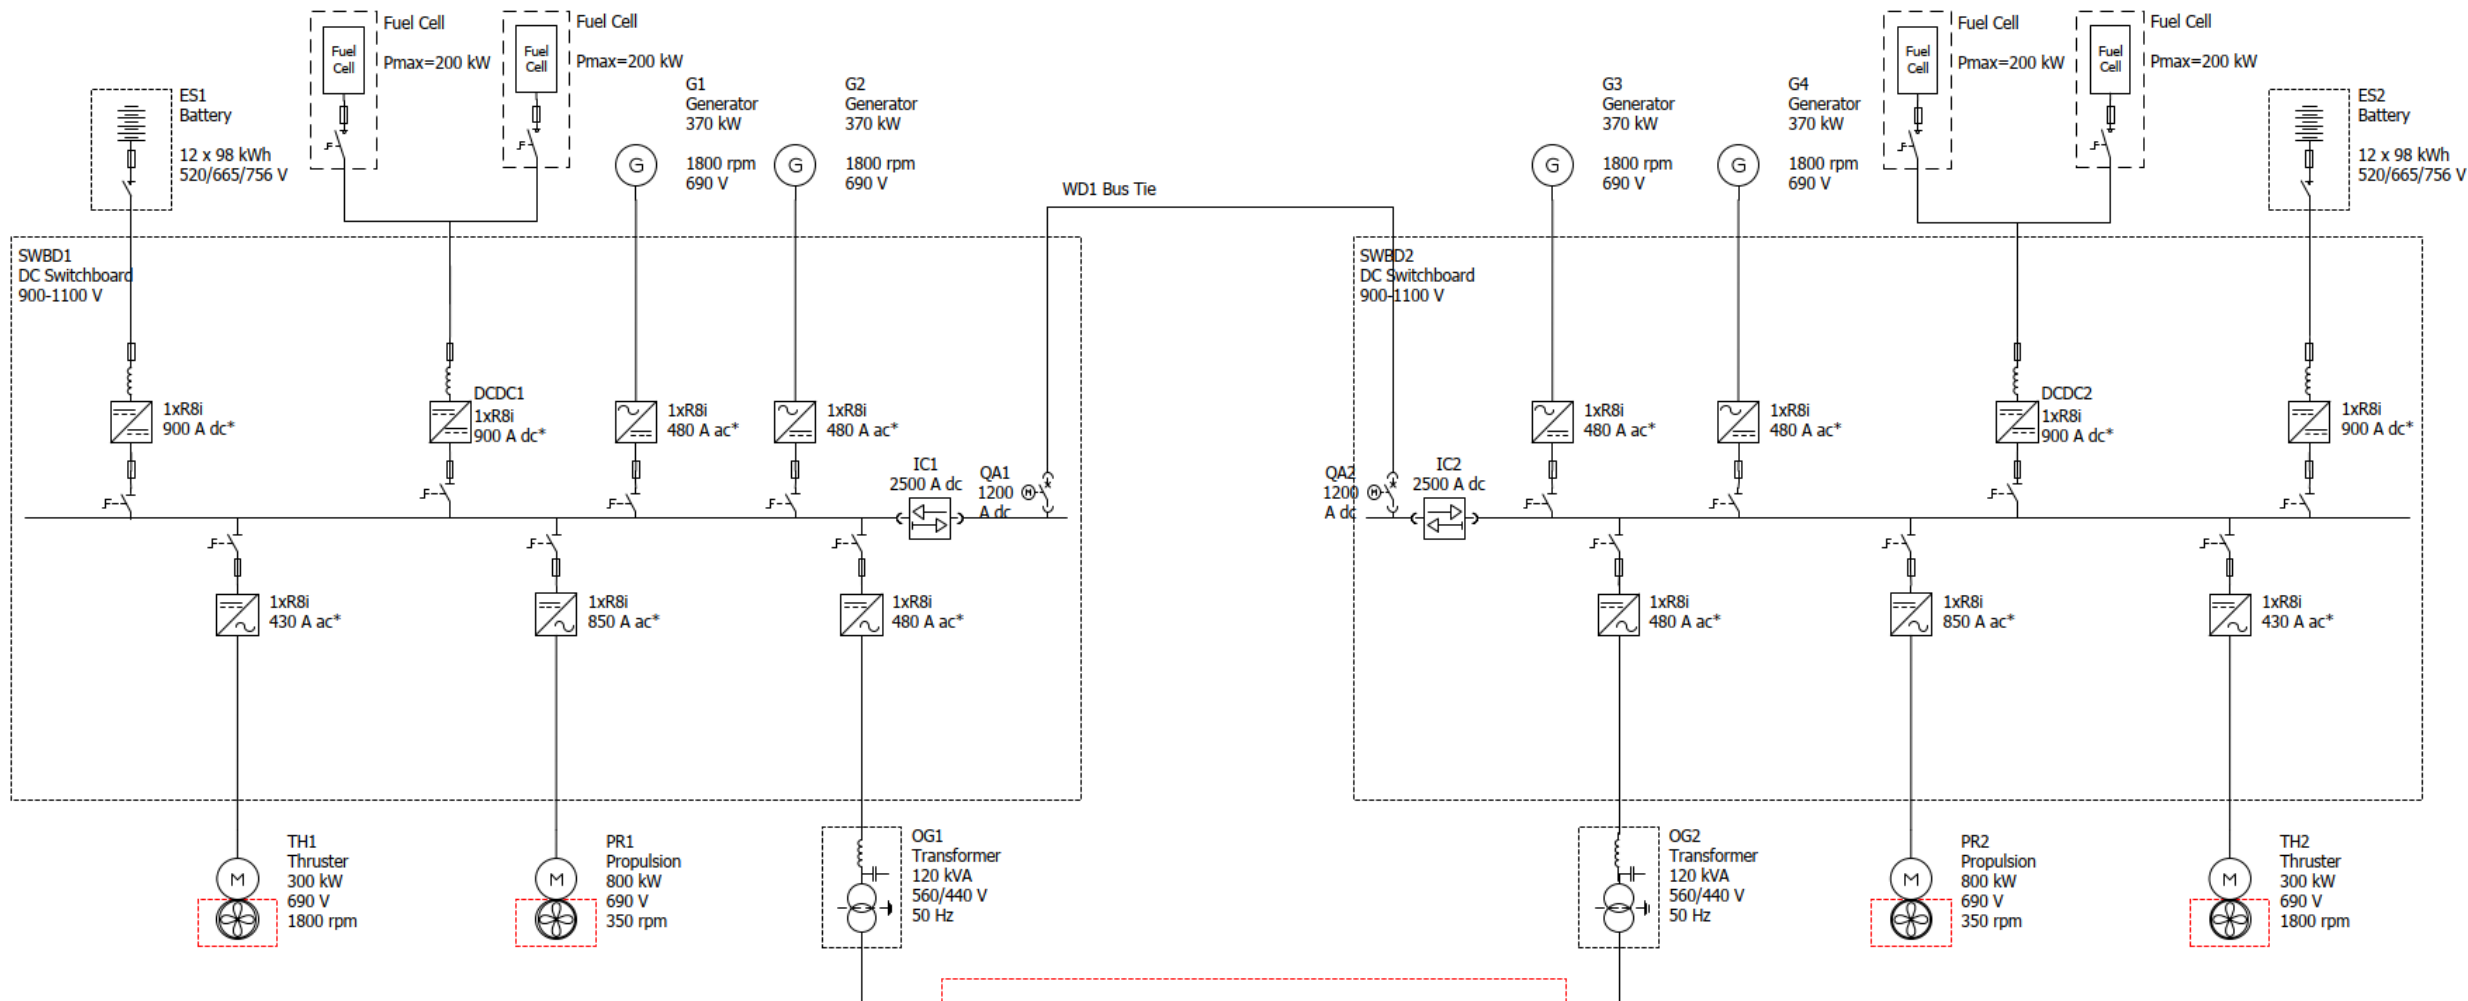 Fuel Cell
Pmax=200 kW
Fuel
Cell
Fuel Cell
Pmax=200 kW
Fuel
Cell
ES1
Battery
12 x 98 kWh
520/665/756 V
G1
Generator
370 kW
1800 rpm
690 V
G
G2
Generator
370 kW
1800 rpm
690 V
G
WD1 Bus Tie
G3
Generator
370 kW
1800 rpm
690 V
G
G4
Generator
370 kW
1800 rpm
690 V
G
Fuel Cell
Pmax=200 kW
Fuel
Cell
Fuel Cell
Pmax=200 kW
Fuel
Cell
ES2
Battery
12 x 98 kWh
520/665/756 V
SWBD1
DC Switchboard
900-1100 V
1xR8i
900 A dc*
DCDC1
1xR8i
900 A dc*
1xR8i
480 A ac*
1xR8i
480 A ac*
IC1
2500 A dc
QA1
1200
A dc
M
SWBD2
DC Switchboard
900-1100 V
QA2
1200
A dc
M
IC2
2500 A dc
1xR8i
480 A ac*
1xR8i
480 A ac*
DCDC2
1xR8i
900 A dc*
1xR8i
900 A dc*
1xR8i
430 A ac*
1xR8i
850 A ac*
1xR8i
480 A ac*
1xR8i
480 A ac*
1xR8i
850 A ac*
1xR8i
430 A ac*
M
TH1
Thruster
300 kW
690 V
1800 rpm
M
PR1
Propulsion
800 kW
690 V
350 rpm
OG1
Transformer
120 kVA
560/440 V
50 Hz
OG2
Transformer
120 kVA
560/440 V
50 Hz
M
PR2
Propulsion
800 kW
690 V
350 rpm
M
TH2
Thruster
300 kW
690 V
1800 rpm